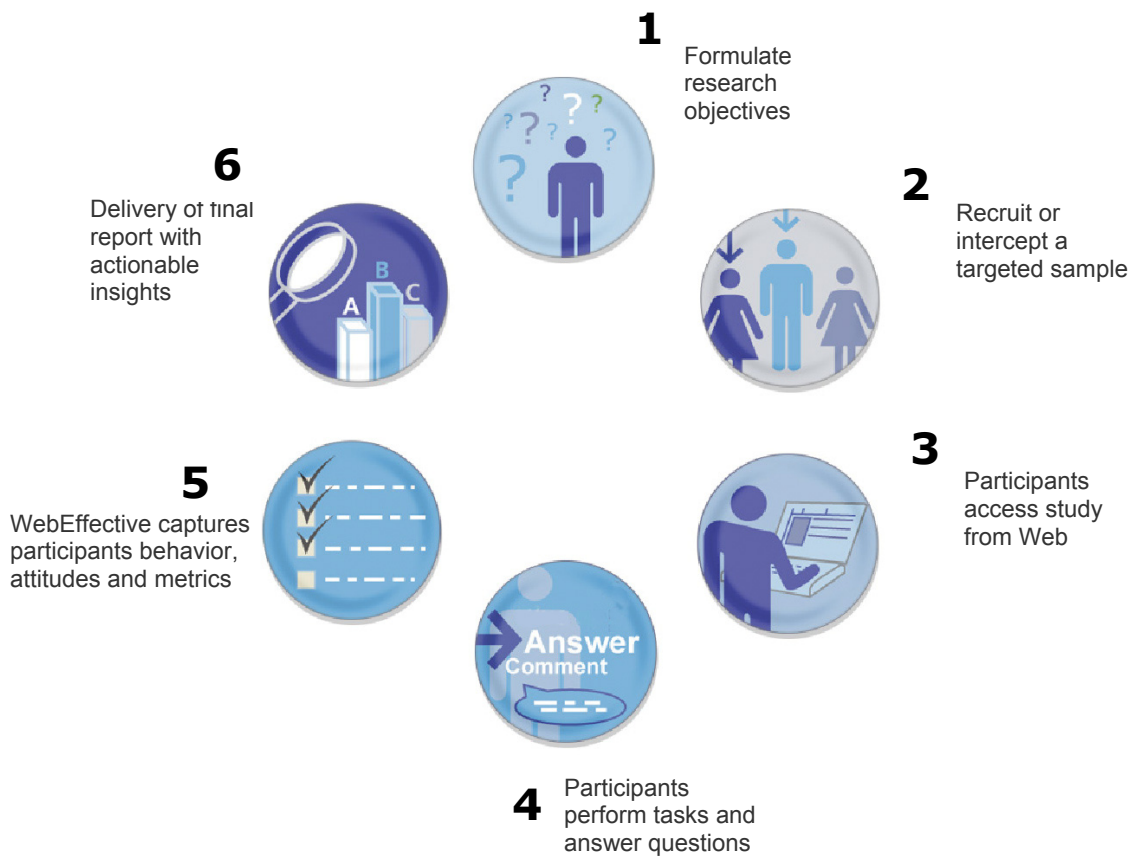 1
Formulate
research
objectives
? ? ?
? ? ? ?
?
2
Recruit or
intercept a
targeted sample
3
Participants
access study
from Web
4
Participants
perform tasks and
answer questions
Answer
Comment
5
WebEffective captures
participants behavior,
attitudes and metrics
6
Delivery of final
report with
actionable
insights
A B C